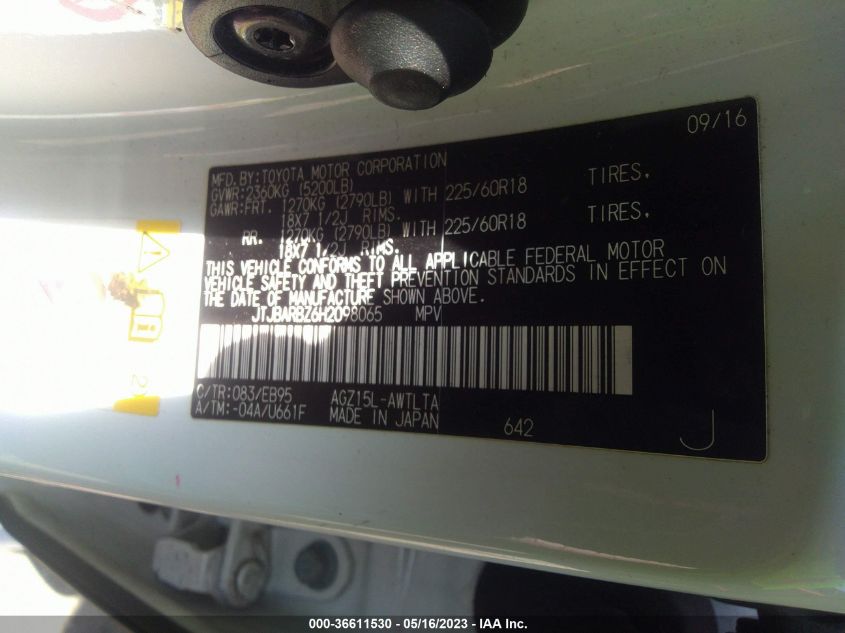 09/16
MFD.BY:TOYOTA MOTOR CORPORATION
GVWR:2360KG (5200LB)
GAWR:FRT. 1270KG (2790LB) WITH 225/60R18 TIRES,
18X7 1/2J RIMS.
RR. 1270KG (2790LB) WITH 225/60R18 TIRES,
18X7 1/2J RIMS.
THIS VEHICLE CONFORMS TO ALL APPLICABLE FEDERAL MOTOR
VEHICLE SAFETY AND THEFT PREVENTION STANDARDS IN EFFECT ON
THE DATE OF MANUFACTURE SHOWN ABOVE.
JTJBARBZ6H2098065 MPV
C/TR:083/EB95 AGZ15L-AWTLTA
A/TM:-04A/U661F MADE IN JAPAN
642 J
000-36611530 - 05/16/2023 - IAA Inc.